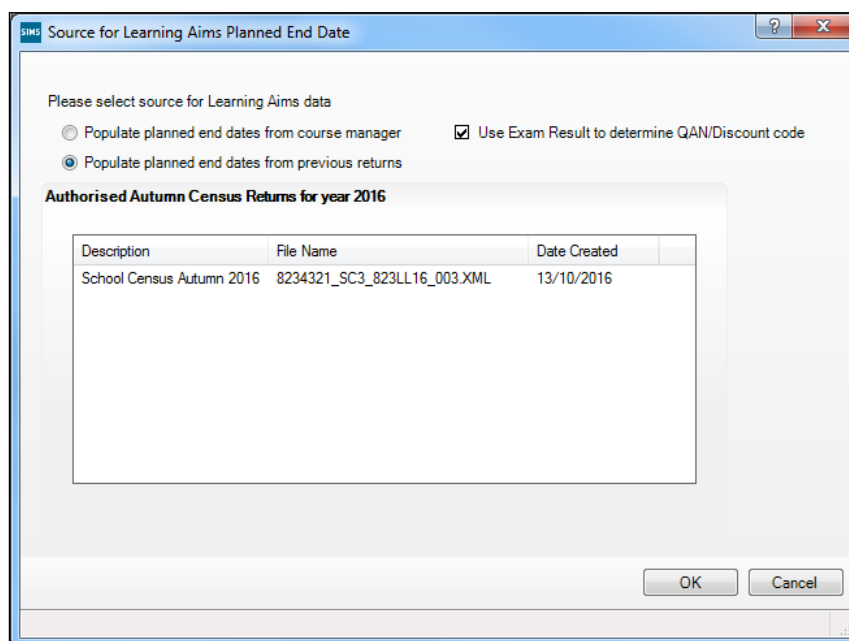 SIMS Source for Learning Aims Planned End Date ? X
Please select source for Learning Aims data
Populate planned end dates from course manager Use Exam Result to determine QAN/Discount code
Populate planned end dates from previous returns
Authorised Autumn Census Returns for year 2016
Description File Name Date Created
School Census Autumn 2016 8234321_SC3_823LL16_003.XML 13/10/2016
OK Cancel